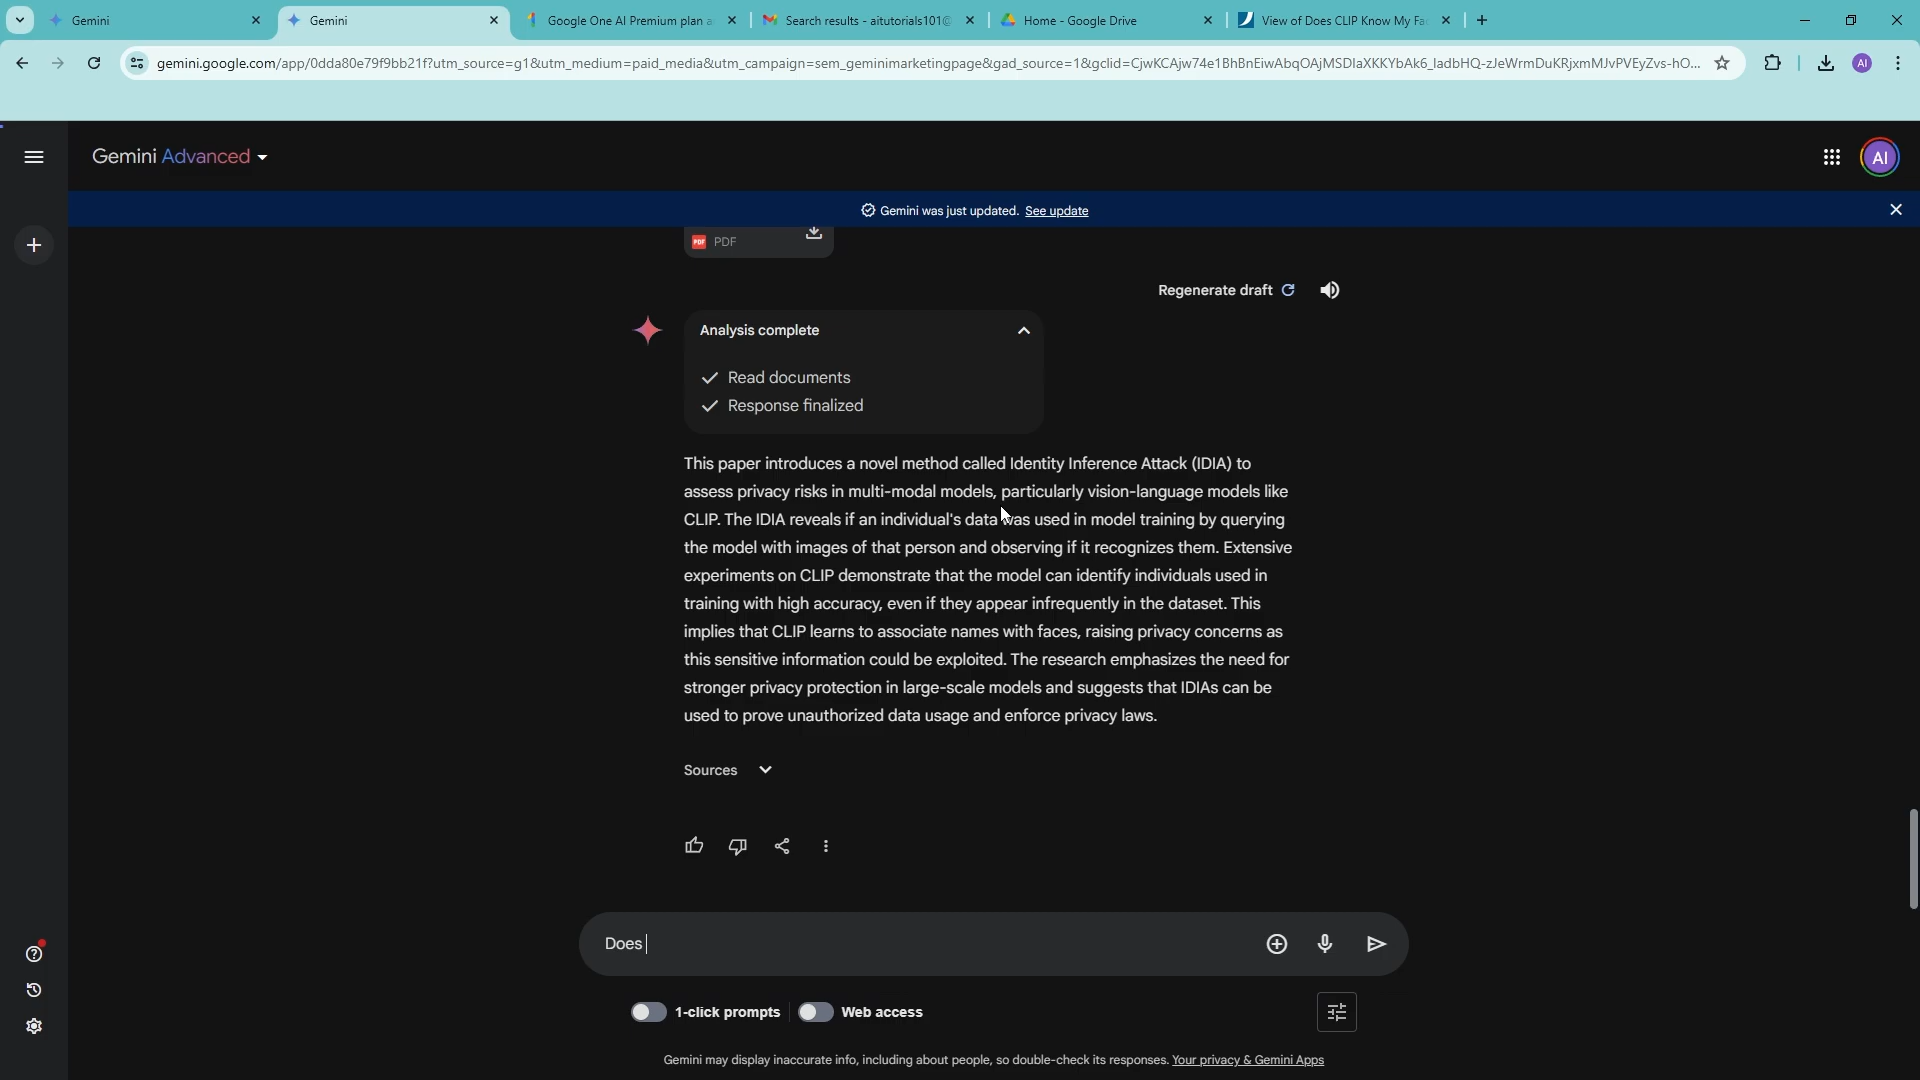 Gemini
Gemini
Google One AI Premium plan a
Search results - aitutorials101@
Home - Google Drive
View of Does CLIP Know My Fa
gemini.google.com/app/0dda80e79f9bb21f?utm_source=g1&utm_medium=paid_media&utm_campaign=sem_geminimarketingpage&gad_source=1&gclid=CjwKCAjw74e1BhBnEiwAbqOAjMSDlaXKKYbAk6_ladbHQ-zJeWrmDuKRjxmMJvPVEyZvs-hO...
AI
Gemini Advanced
AI
Gemini was just updated. See update
PDF PDF
Regenerate draft
Analysis complete
Read documents
Response finalized
This paper introduces a novel method called Identity Inference Attack (IDIA) to
assess privacy risks in multi-modal models, particularly vision-language models like
CLIP. The IDIA reveals if an individual's data was used in model training by querying
the model with images of that person and observing if it recognizes them. Extensive
experiments on CLIP demonstrate that the model can identify individuals used in
training with high accuracy, even if they appear infrequently in the dataset. This
implies that CLIP learns to associate names with faces, raising privacy concerns as
this sensitive information could be exploited. The research emphasizes the need for
stronger privacy protection in large-scale models and suggests that IDIAs can be
used to prove unauthorized data usage and enforce privacy laws.
Sources
Does
1-click prompts
Web access
Gemini may display inaccurate info, including about people, so double-check its responses. Your privacy & Gemini Apps